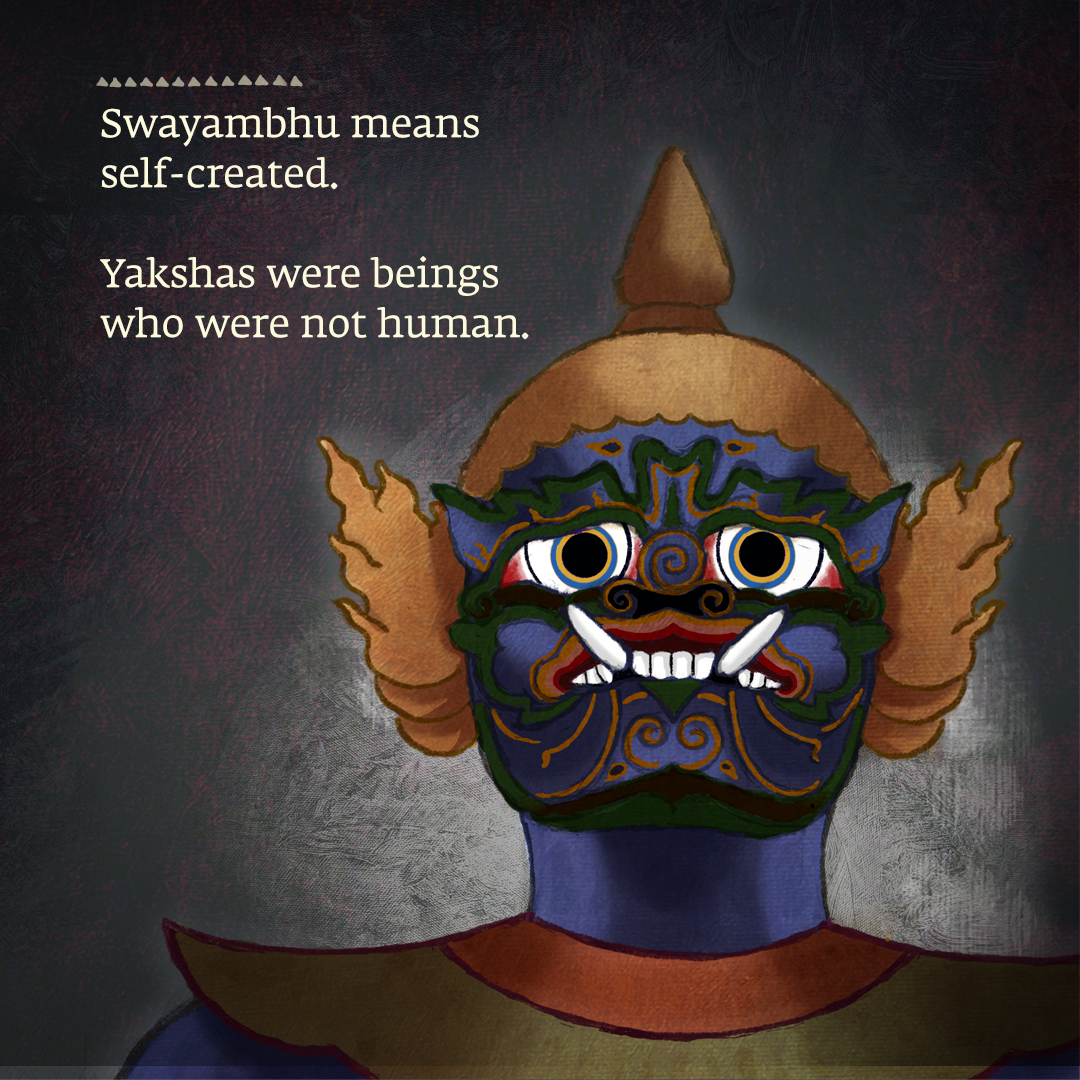 Swayambhu means
self-created.
Yakshas were beings
who were not human.